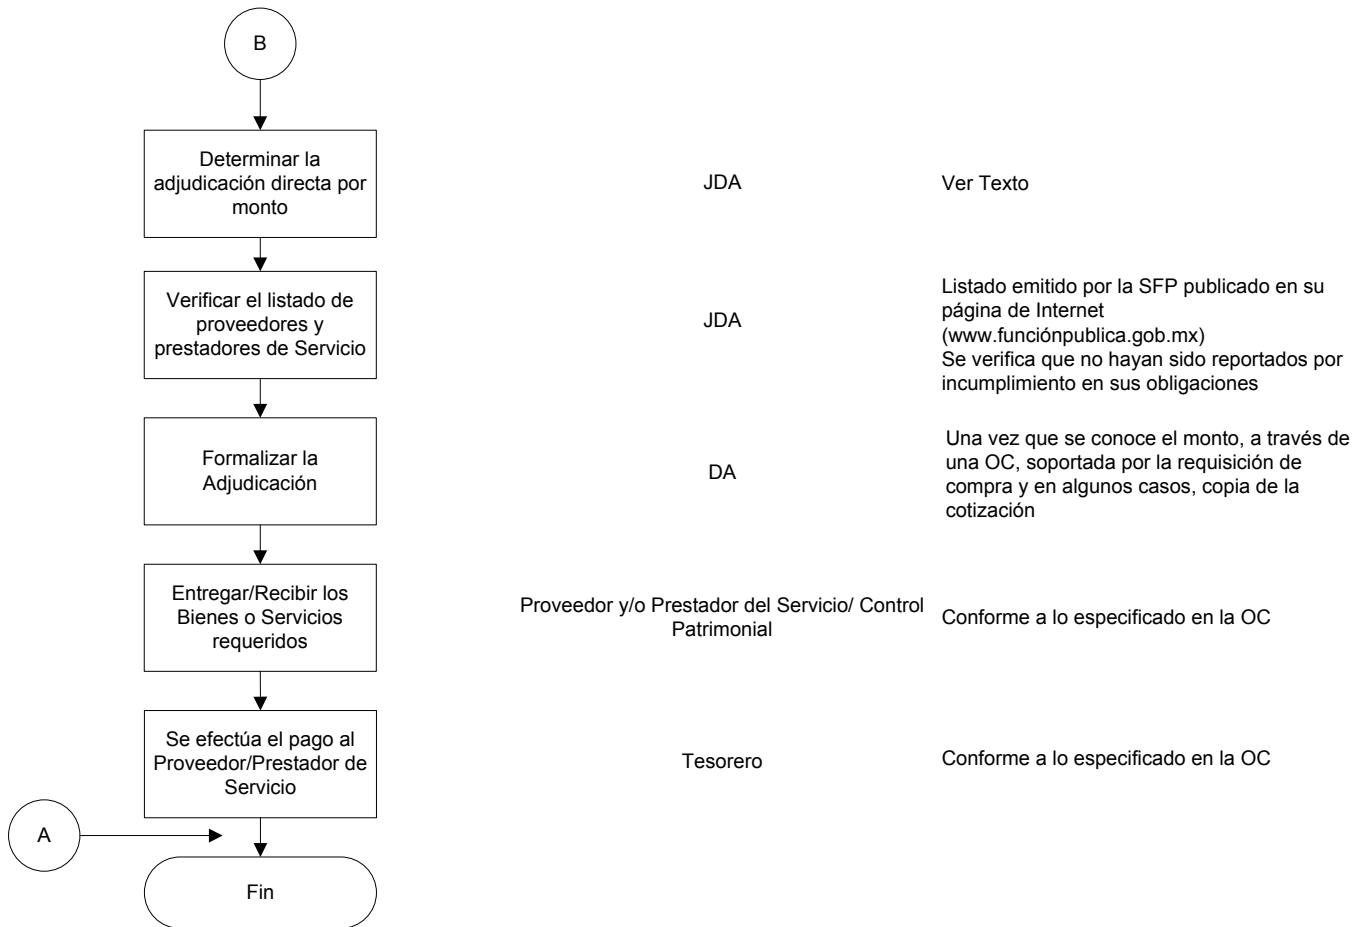 B
Determinar la
adjudicación directa por
monto
JDA
Ver Texto
Verificar el listado de
proveedores y
prestadores de Servicio
JDA
Listado emitido por la SFP publicado en su
página de Internet
(www.funciónpublica.gob.mx)
Se verifica que no hayan sido reportados por
incumplimiento en sus obligaciones
Formalizar la
Adjudicación
DA
Una vez que se conoce el monto, a través de
una OC, soportada por la requisición de
compra y en algunos casos, copia de la
cotización
Entregar/Recibir los
Bienes o Servicios
requeridos
Proveedor y/o Prestador del Servicio/ Control
Patrimonial
Conforme a lo especificado en la OC
Se efectúa el pago al
Proveedor/Prestador de
Servicio
Tesorero
Conforme a lo especificado en la OC
A
Fin